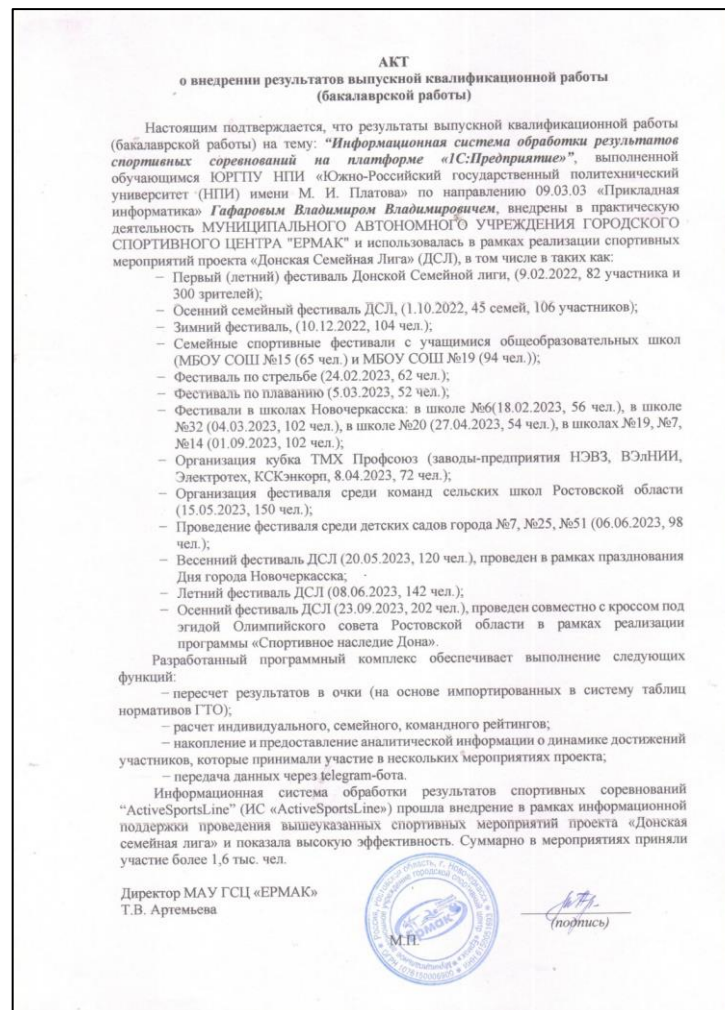 АКТ
о внедрении результатов выпускной квалификационной работы
(бакалаврской работы)
Настоящим подтверждается, что результаты выпускной квалификационной работы
(бакалаврской работы) на тему: “Информационная система обработки результатов
спортивных соревнований на платформе «1С:Предприятие»”, выполненной
обучающимся ЮРГПУ НПИ «Южно-Российский государственный политехнический
университет (НПИ) имени М. И. Платова» по направлению 09.03.03 «Прикладная
информатика» Гафаровым Владимиром Владимировичем, внедрены в практическую
деятельность МУНИЦИПАЛЬНОГО АВТОНОМНОГО УЧРЕЖДЕНИЯ ГОРОДСКОГО
СПОРТИВНОГО ЦЕНТРА "ЕРМАК" и использовалась в рамках реализации спортивных
мероприятий проекта «Донская Семейная Лига» (ДСЛ), в том числе в таких как:
− Первый (летний) фестиваль Донской Семейной лиги, (9.02.2022, 82 участника и
300 зрителей);
− Осенний семейный фестиваль ДСЛ, (1.10.2022, 45 семей, 106 участников);
− Зимний фестиваль, (10.12.2022, 104 чел.);
− Семейные спортивные фестивали с учащимися общеобразовательных школ
(МБОУ СОШ №15 (65 чел.) и МБОУ СОШ №19 (94 чел.));
− Фестиваль по стрельбе (24.02.2023, 62 чел.);
− Фестиваль по плаванию (5.03.2023, 52 чел.);
− Фестивали в школах Новочеркасска: в школе №6(18.02.2023, 56 чел.), в школе
№32 (04.03.2023, 102 чел.), в школе №20 (27.04.2023, 54 чел.), в школах №19, №7,
№14 (01.09.2023, 102 чел.);
− Организация кубка ТМХ Профсоюз (заводы-предприятия НЭВЗ, ВЭлНИИ,
Электротех, КСКэнкорп, 8.04.2023, 72 чел.);
− Организация фестиваля среди команд сельских школ Ростовской области
(15.05.2023, 150 чел.);
− Проведение фестиваля среди детских садов города №7, №25, №51 (06.06.2023, 98
чел.);
− Весенний фестиваль ДСЛ (20.05.2023, 120 чел.), проведен в рамках празднования
Дня города Новочеркасска;
− Летний фестиваль ДСЛ (08.06.2023, 142 чел.);
− Осенний фестиваль ДСЛ (23.09.2023, 202 чел.), проведен совместно с кроссом под
эгидой Олимпийского совета Ростовской области в рамках реализации
программы «Спортивное наследие Дона».
Разработанный программный комплекс обеспечивает выполнение следующих
функций:
− пересчет результатов в очки (на основе импортированных в систему таблиц
нормативов ГТО);
− расчет индивидуального, семейного, командного рейтингов;
− накопление и предоставление аналитической информации о динамике достижений
участников, которые принимали участие в нескольких мероприятиях проекта;
− передача данных через telegram-бота.
Информационная система обработки результатов спортивных соревнований
“ActiveSportsLine” (ИС «ActiveSportsLine») прошла внедрение в рамках информационной
поддержки проведения вышеуказанных спортивных мероприятий проекта «Донская
семейная лига» и показала высокую эффективность. Суммарно в мероприятиях приняли
участие более 1,6 тыс. чел.
Директор МАУ ГСЦ «ЕРМАК»
Т.В. Артемьева
(подпись)
М.П.
Ермак